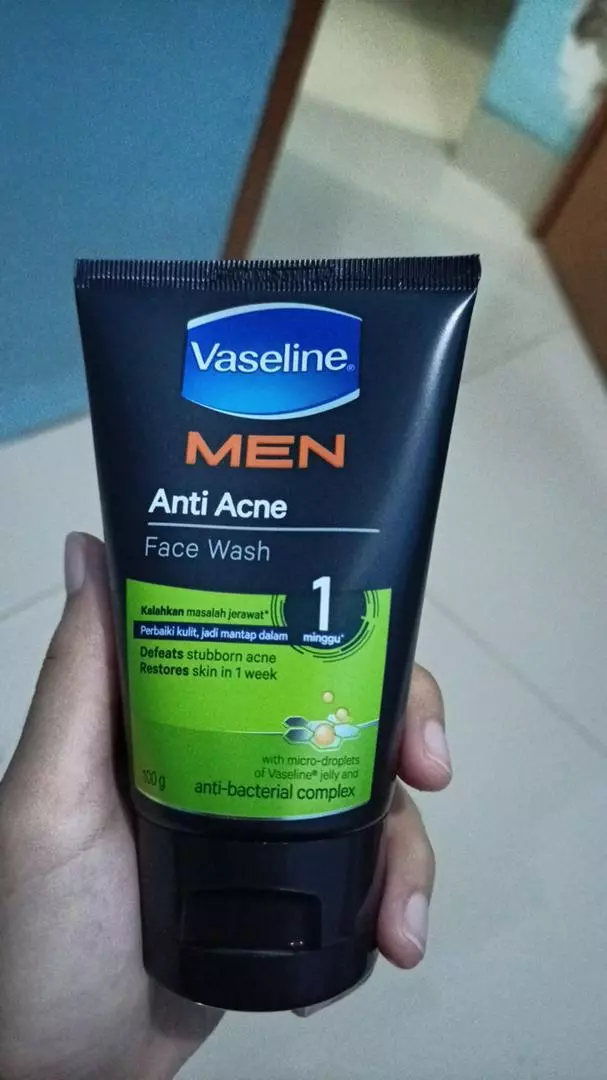 Vaseline®
MEN
Anti Acne
Face Wash
Kalahkan masalah jerawat*
Perbaiki kulit, jadi mantap dalam
1
minggu*
Defeats stubborn acne
Restores skin in 1 week
with micro-droplets
of Vaseline® jelly and
anti-bacterial complex
100 g